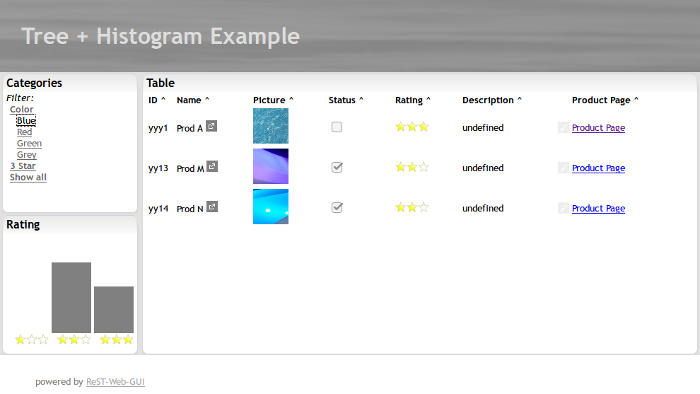 Tree + Histogram Example
Categories
Filter:
Color
Blue
Red
Green
Grey
3 Star
Show all
Rating
Table
ID ^ Name ^ Picture ^ Status ^ Rating ^ Description ^ Product Page ^
yyy1 Prod A undefined Product Page
yy13 Prod M undefined Product Page
yy14 Prod N undefined Product Page
powered by ReST-Web-GUI